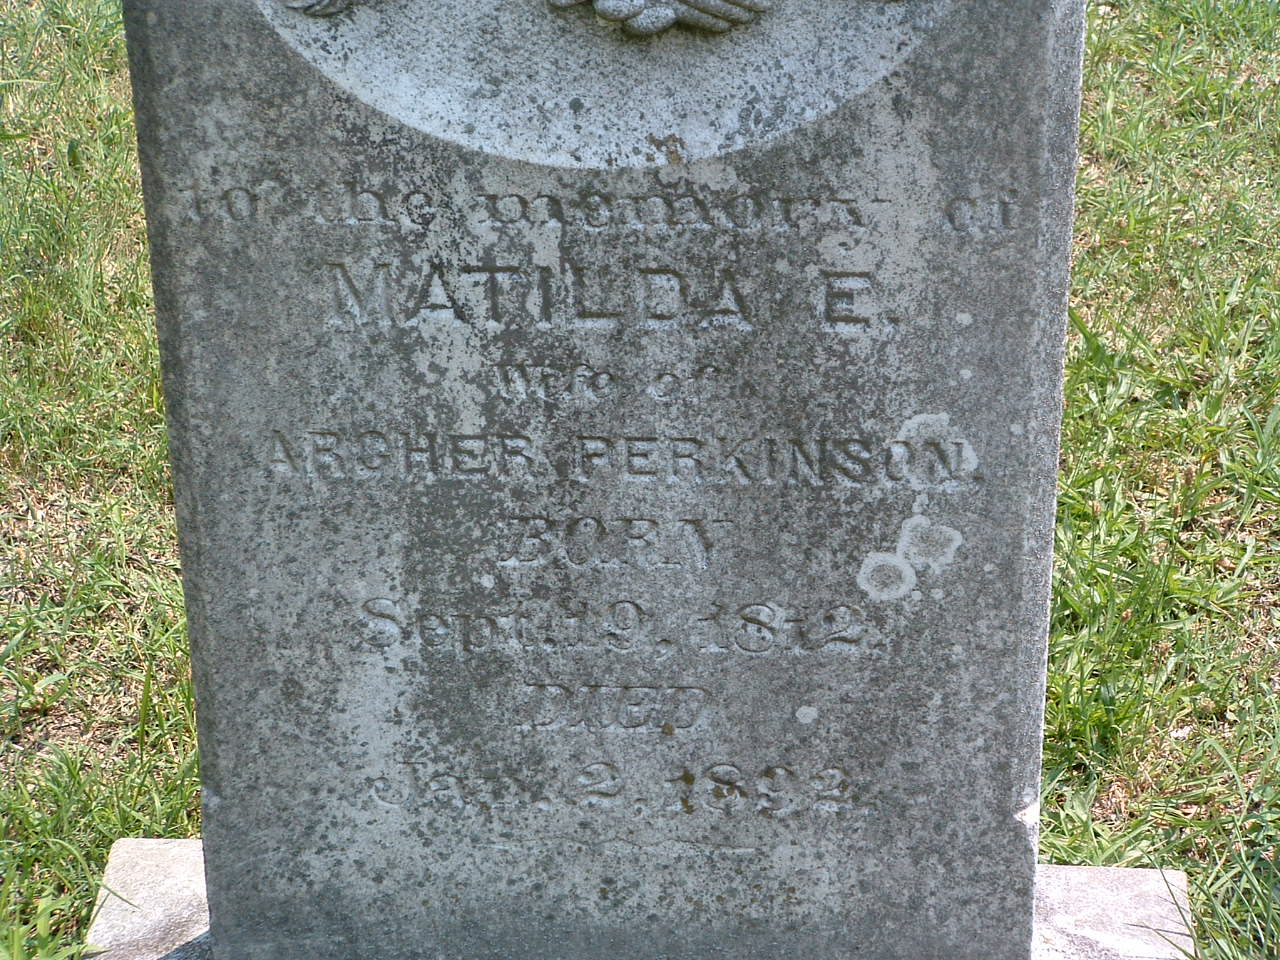 to the memory of
MATILDA E.
Wife of
ARCHER PERKINSON.
BORN
Sept. 19, 1812.
DIED
Jan. 2, 1892.